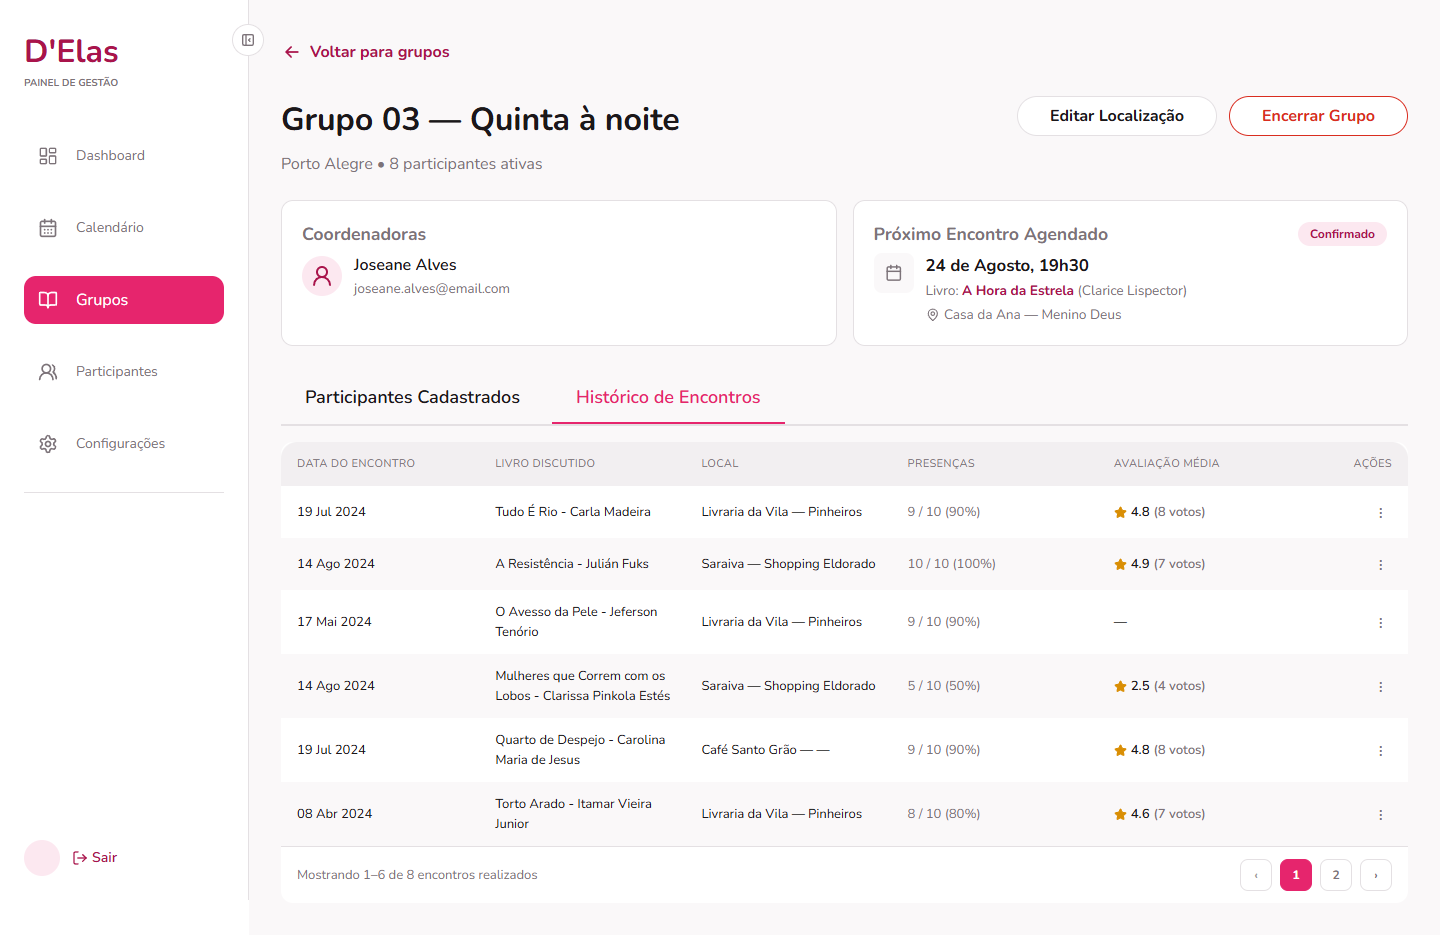 D'Elas
PAINEL DE GESTÃO
Dashboard
Calendário
Grupos
Participantes
Configurações
Sair
Voltar para grupos
Grupo 03 — Quinta à noite
Porto Alegre • 8 participantes ativas
Editar Localização
Encerrar Grupo
Coordenadoras
Joseane Alves
joseane.alves@email.com
Próximo Encontro Agendado
Confirmado
24 de Agosto, 19h30
Livro: A Hora da Estrela (Clarice Lispector)
Casa da Ana — Menino Deus
Participantes Cadastrados
Histórico de Encontros
DATA DO ENCONTRO LIVRO DISCUTIDO LOCAL PRESENÇAS AVALIAÇÃO MÉDIA AÇÕES
19 Jul 2024 Tudo É Rio - Carla Madeira Livraria da Vila — Pinheiros 9 / 10 (90%) 4.8 (8 votos)
14 Ago 2024 A Resistência - Julián Fuks Saraiva — Shopping Eldorado 10 / 10 (100%) 4.9 (7 votos)
17 Mai 2024 O Avesso da Pele - Jeferson
Tenório Livraria da Vila — Pinheiros 9 / 10 (90%) —
14 Ago 2024 Mulheres que Correm com os
Lobos - Clarissa Pinkola Estés Saraiva — Shopping Eldorado 5 / 10 (50%) 2.5 (4 votos)
19 Jul 2024 Quarto de Despejo - Carolina
Maria de Jesus Café Santo Grão — — 9 / 10 (90%) 4.8 (8 votos)
08 Abr 2024 Torto Arado - Itamar Vieira
Junior Livraria da Vila — Pinheiros 8 / 10 (80%) 4.6 (7 votos)
Mostrando 1–6 de 8 encontros realizados
‹ 1 2 ›